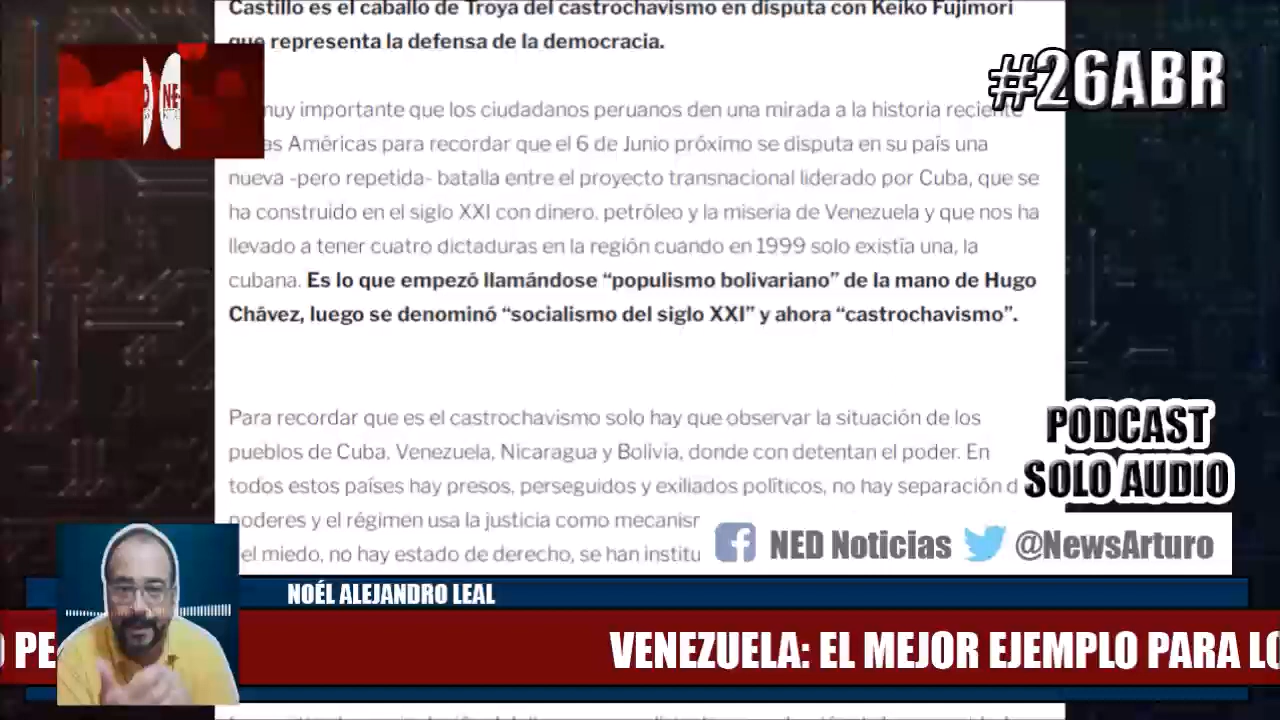 Castillo es el caballo de Troya del castrochavismo en disputa con Keiko Fujimori
que representa la defensa de la democracia.
#26ABR
muy importante que los ciudadanos peruanos den una mirada a la historia reciente
as Américas para recordar que el 6 de Junio próximo se disputa en su país una
nueva -pero repetida- batalla entre el proyecto transnacional liderado por Cuba, que se
ha construido en el siglo XXI con dinero, petróleo y la miseria de Venezuela y que nos ha
llevado a tener cuatro dictaduras en la región cuando en 1999 solo existía una, la
cubana. Es lo que empezó llamándose “populismo bolivariano” de la mano de Hugo
Chávez, luego se denominó “socialismo del siglo XXI” y ahora “castrochavismo”.
Para recordar que es el castrochavismo solo hay que observar la situación de los
pueblos de Cuba, Venezuela, Nicaragua y Bolivia, donde con detentan el poder. En
todos estos países hay presos, perseguidos y exiliados políticos, no hay separación d
poderes y el régimen usa la justicia como mecanisr
el miedo, no hay estado de derecho, se han institu
PODCAST
SOLO AUDIO
NED Noticias @NewsArturo
NOÉL ALEJANDRO LEAL
O PE VENEZUELA: EL MEJOR EJEMPLO PARA LO